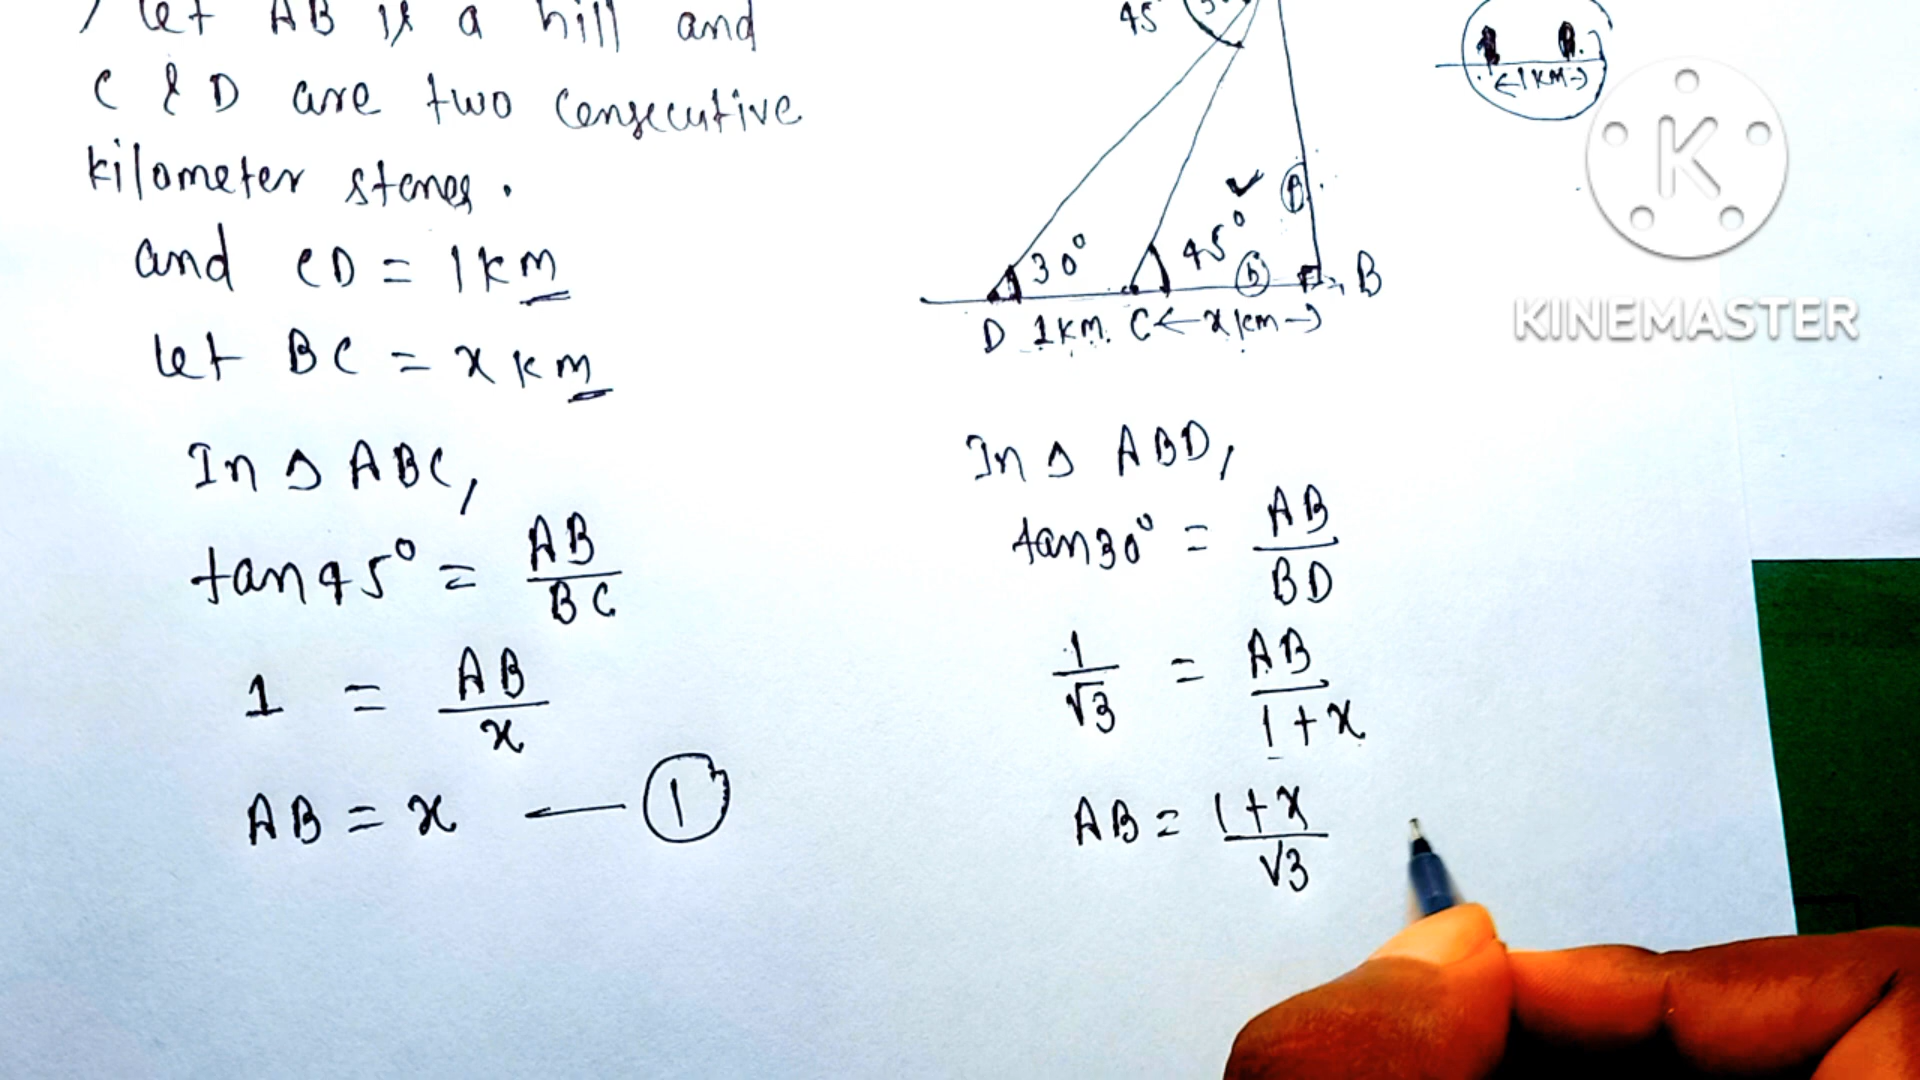 let AB is a hill and
C & D are two consecutive
kilometer stones.
and CD = 1 km
let BC = x km
In Δ ABC,
tan45° = AB/BC
1 = AB/x
AB = x — 1
45
30° 45°
D 1km. C ←x km→ B
←1KM→
KINEMASTER
In Δ ABD,
tan30° = AB/BD
1/√3 = AB/1+x
AB = 1+x/√3